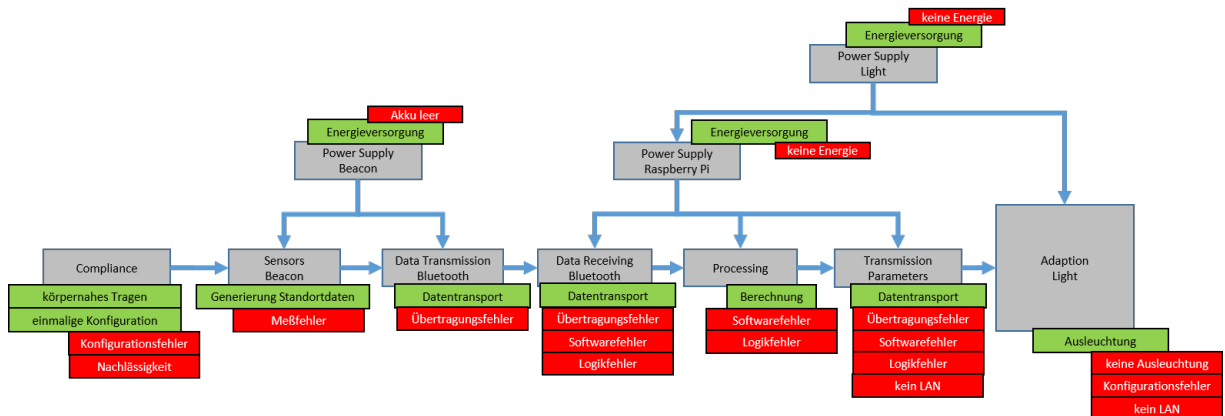 keine Energie
Energieversorgung
Power Supply
Light
Akku leer
Energieversorgung
Power Supply
Beacon
Energieversorgung
keine Energie
Power Supply
Raspberry Pi
Compliance
körpernahes Tragen
einmalige Konfiguration
Konfigurationsfehler
Nachlässigkeit
Sensors
Beacon
Generierung Standortdaten
Meßfehler
Data Transmission
Bluetooth
Datentransport
Übertragungsfehler
Data Receiving
Bluetooth
Datentransport
Übertragungsfehler
Softwarefehler
Logikfehler
Processing
Berechnung
Softwarefehler
Logikfehler
Transmission
Parameters
Datentransport
Übertragungsfehler
Softwarefehler
Logikfehler
kein LAN
Adaption
Light
Ausleuchtung
keine Ausleuchtung
Konfigurationsfehler
kein LAN